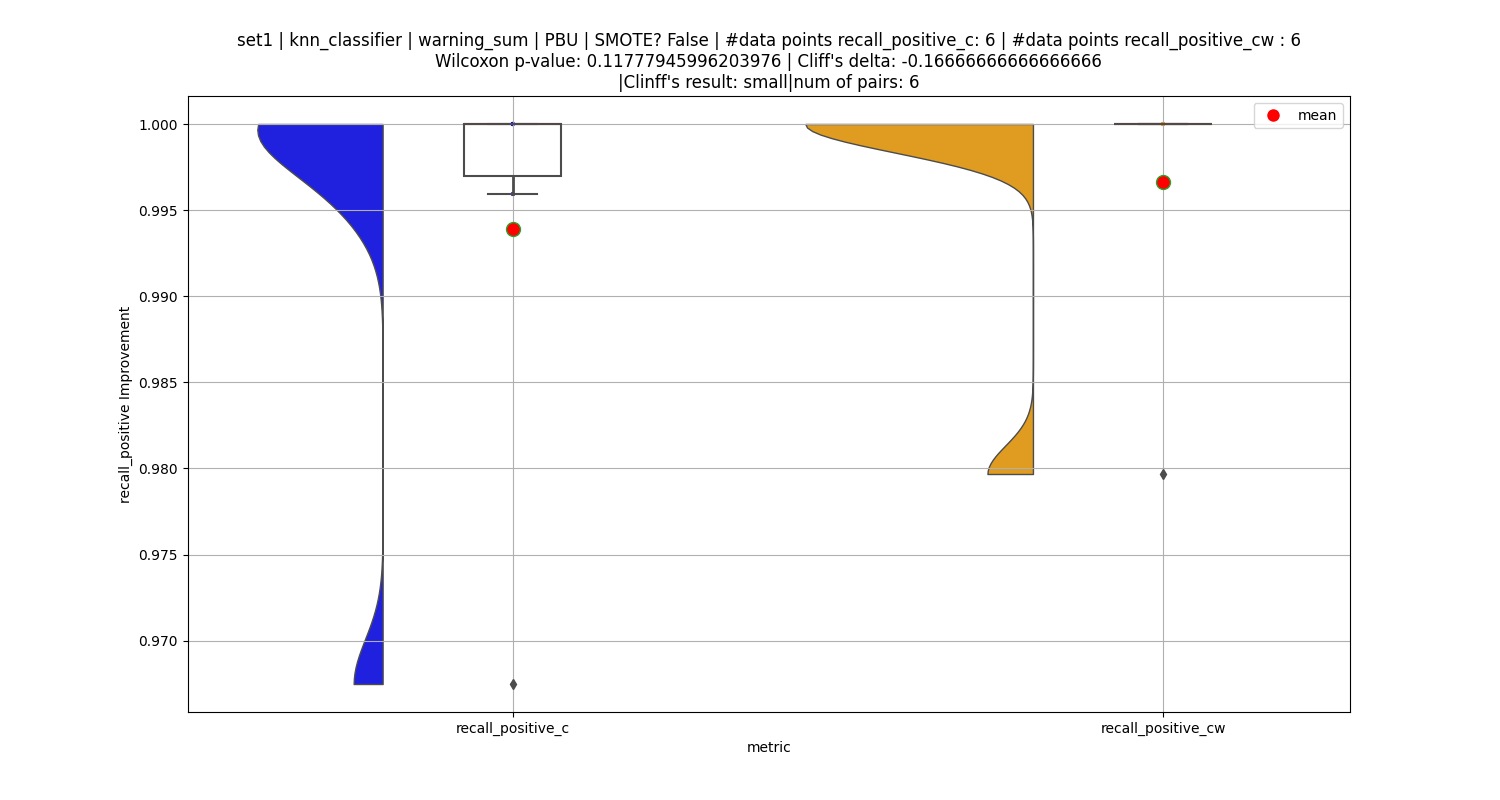 set1 | knn_classifier | warning_sum | PBU | SMOTE? False | #data points recall_positive_c: 6 | #data points recall_positive_cw : 6
Wilcoxon p-value: 0.11777945996203976 | Cliff's delta: -0.16666666666666666
|Clinff's result: small|num of pairs: 6
mean
1.000
0.995
0.990
0.985
0.980
0.975
0.970
recall_positive Improvement
recall_positive_c
recall_positive_cw
metric